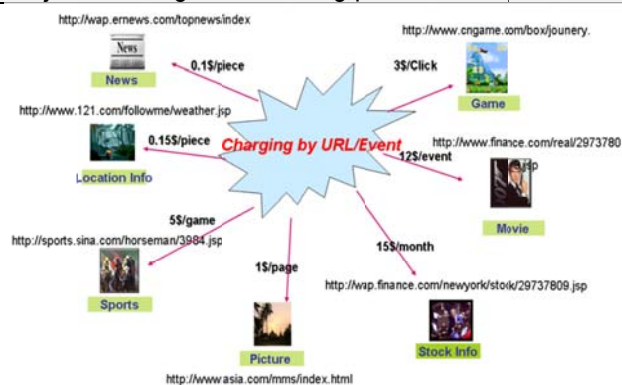 http://wap.ernews.com/topnews/index
News
News
0.1$/piece
http://www.cngame.com/box/jounery.
3$/Click
Game
http://www.121.com/followme/weather.jsp
0.15$/piece
Location Info
Charging by URL/Event
http://www.finance.com/real/2973780
.jsp
12$/event
Movie
5$/game
http://sports.sina.com/horseman/3984.jsp
Sports
1$/page
Picture
http://www.asia.com/mms/index.html
15$/month
http://wap.finance.com/newyork/stock/29737809.jsp
Stock Info